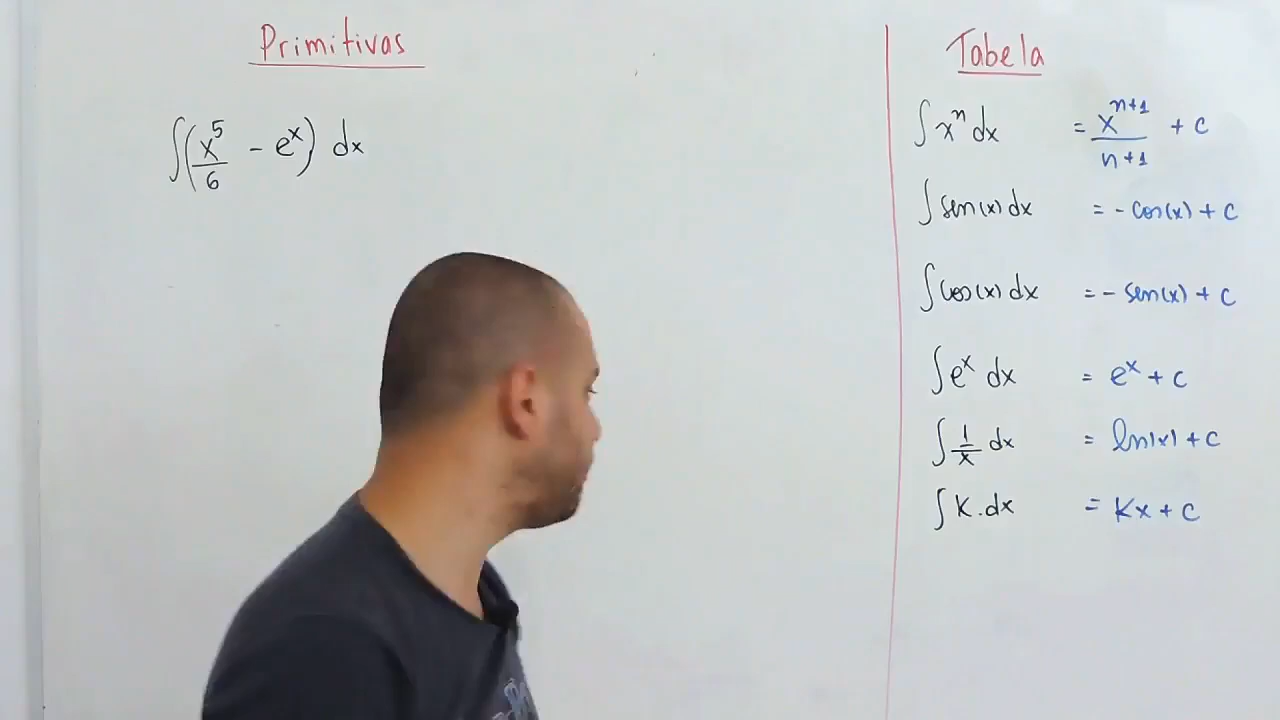 Primitivas
∫(x⁵/6 - eˣ) dx
Tabela
∫xⁿ dx = xⁿ⁺¹/n+1 + c
∫sen(x) dx = - cos(x) + c
∫cos(x) dx = - sen(x) + c
∫eˣ dx = eˣ + c
∫1/x dx = ln|x| + c
∫K.dx = Kx + c